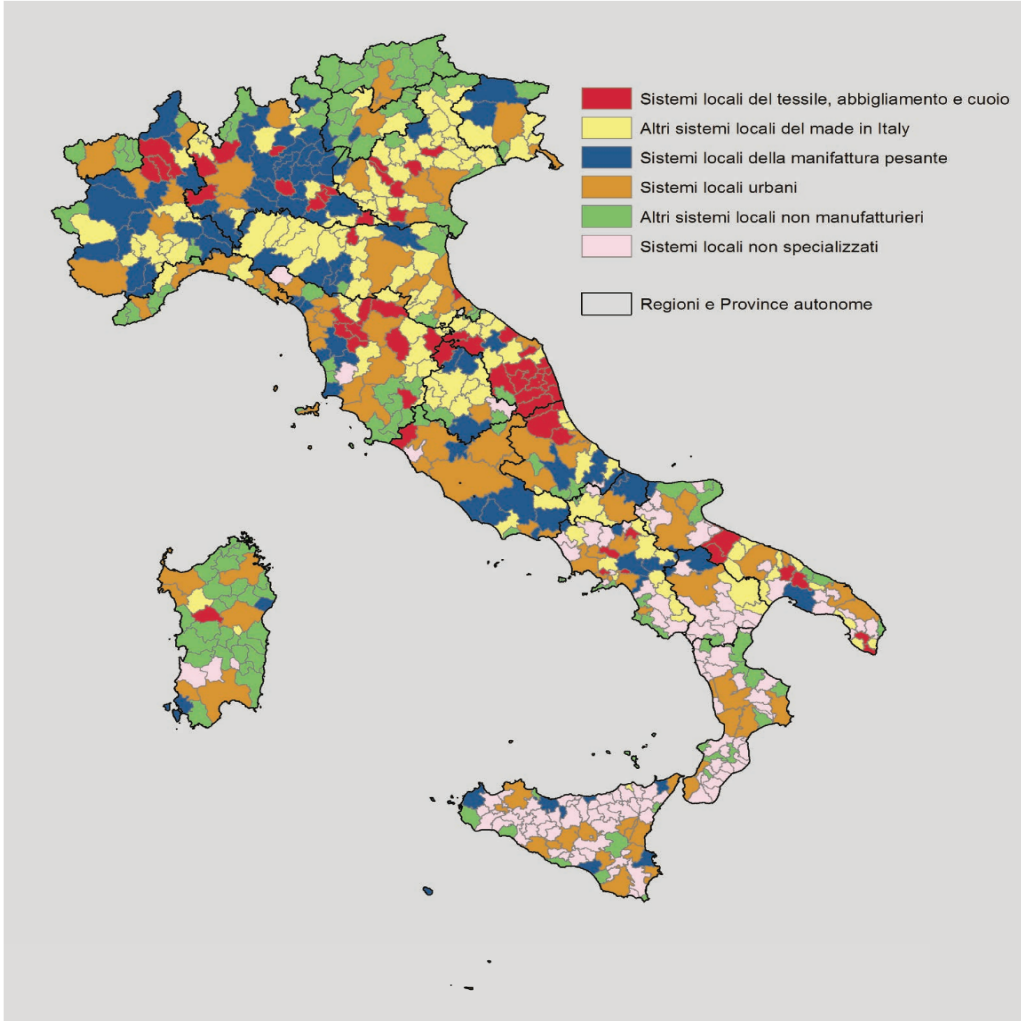 Sistemi locali del tessile, abbigliamento e cuoio
Altri sistemi locali del made in Italy
Sistemi locali della manifattura pesante
Sistemi locali urbani
Altri sistemi locali non manufatturieri
Sistemi locali non specializzati
Regioni e Province autonome